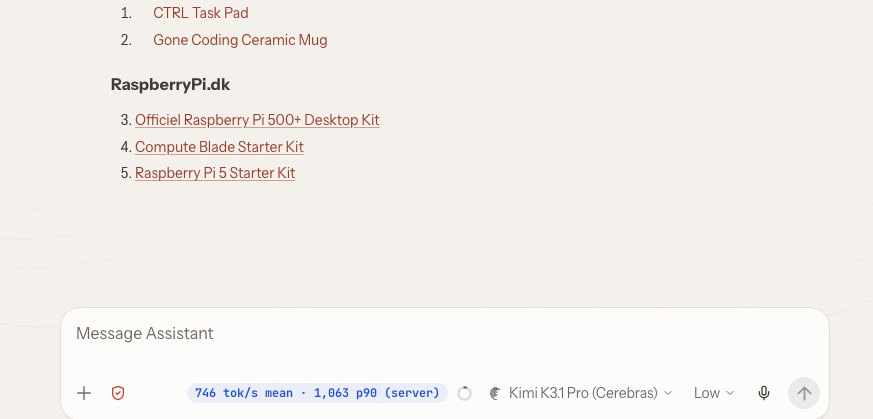 1. CTRL Task Pad
2. Gone Coding Ceramic Mug
RaspberryPi.dk
3. Officiel Raspberry Pi 500+ Desktop Kit
4. Compute Blade Starter Kit
5. Raspberry Pi 5 Starter Kit
Message Assistant
746 tok/s mean · 1,063 p90 (server) Kimi K3.1 Pro (Cerebras) Low